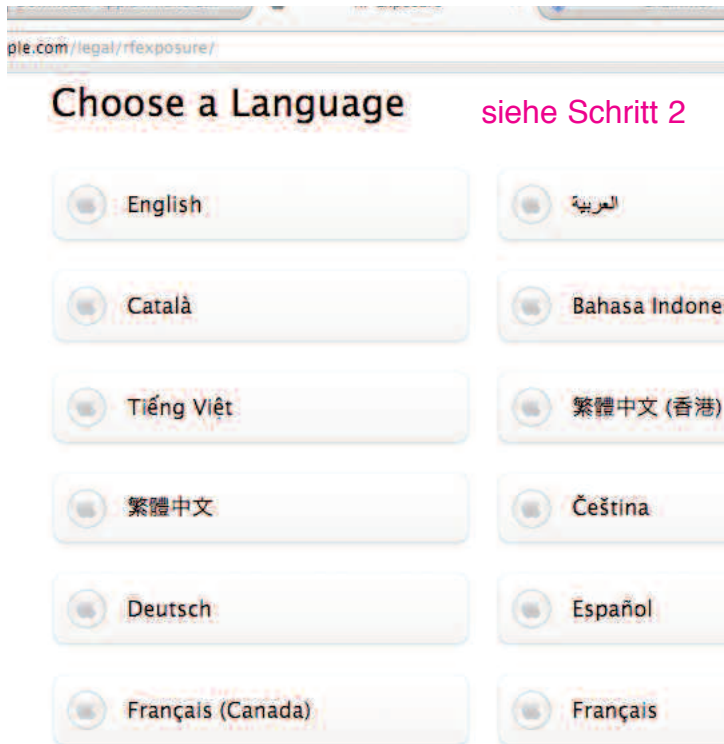 ple.com/legal/rfexposure/
Choose a Language
siehe Schritt 2
English
العربية
Català
Bahasa Indone
Tiếng Việt
繁體中文 (香港)
繁體中文
Čeština
Deutsch
Español
Français (Canada)
Français